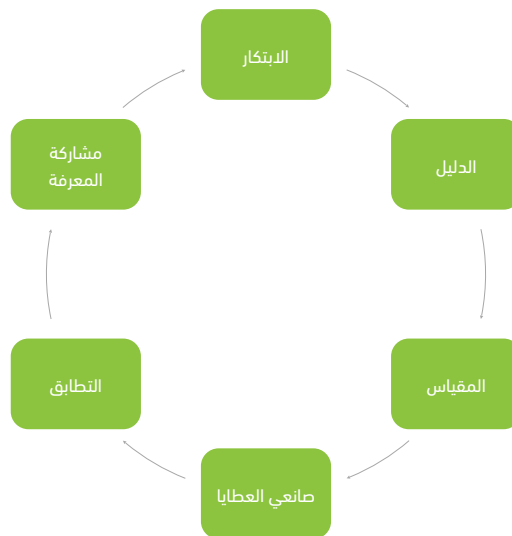 الابتكار
الدليل
المقياس
صانعي العطايا
التطابق
مشاركة
المعرفة